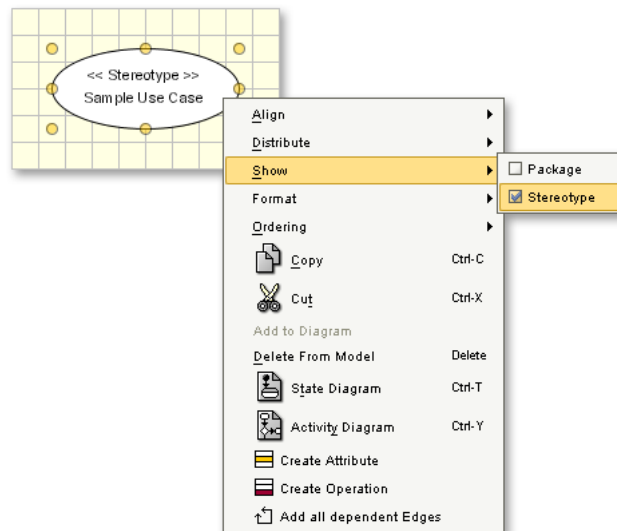 << Stereotype >>
Sample Use Case
Align
Distribute
Show
Package
Stereotype
Format
Ordering
Copy Ctrl-C
Cut Ctrl-X
Add to Diagram
Delete From Model Delete
State Diagram Ctrl-T
Activity Diagram Ctrl-Y
Create Attribute
Create Operation
Add all dependent Edges